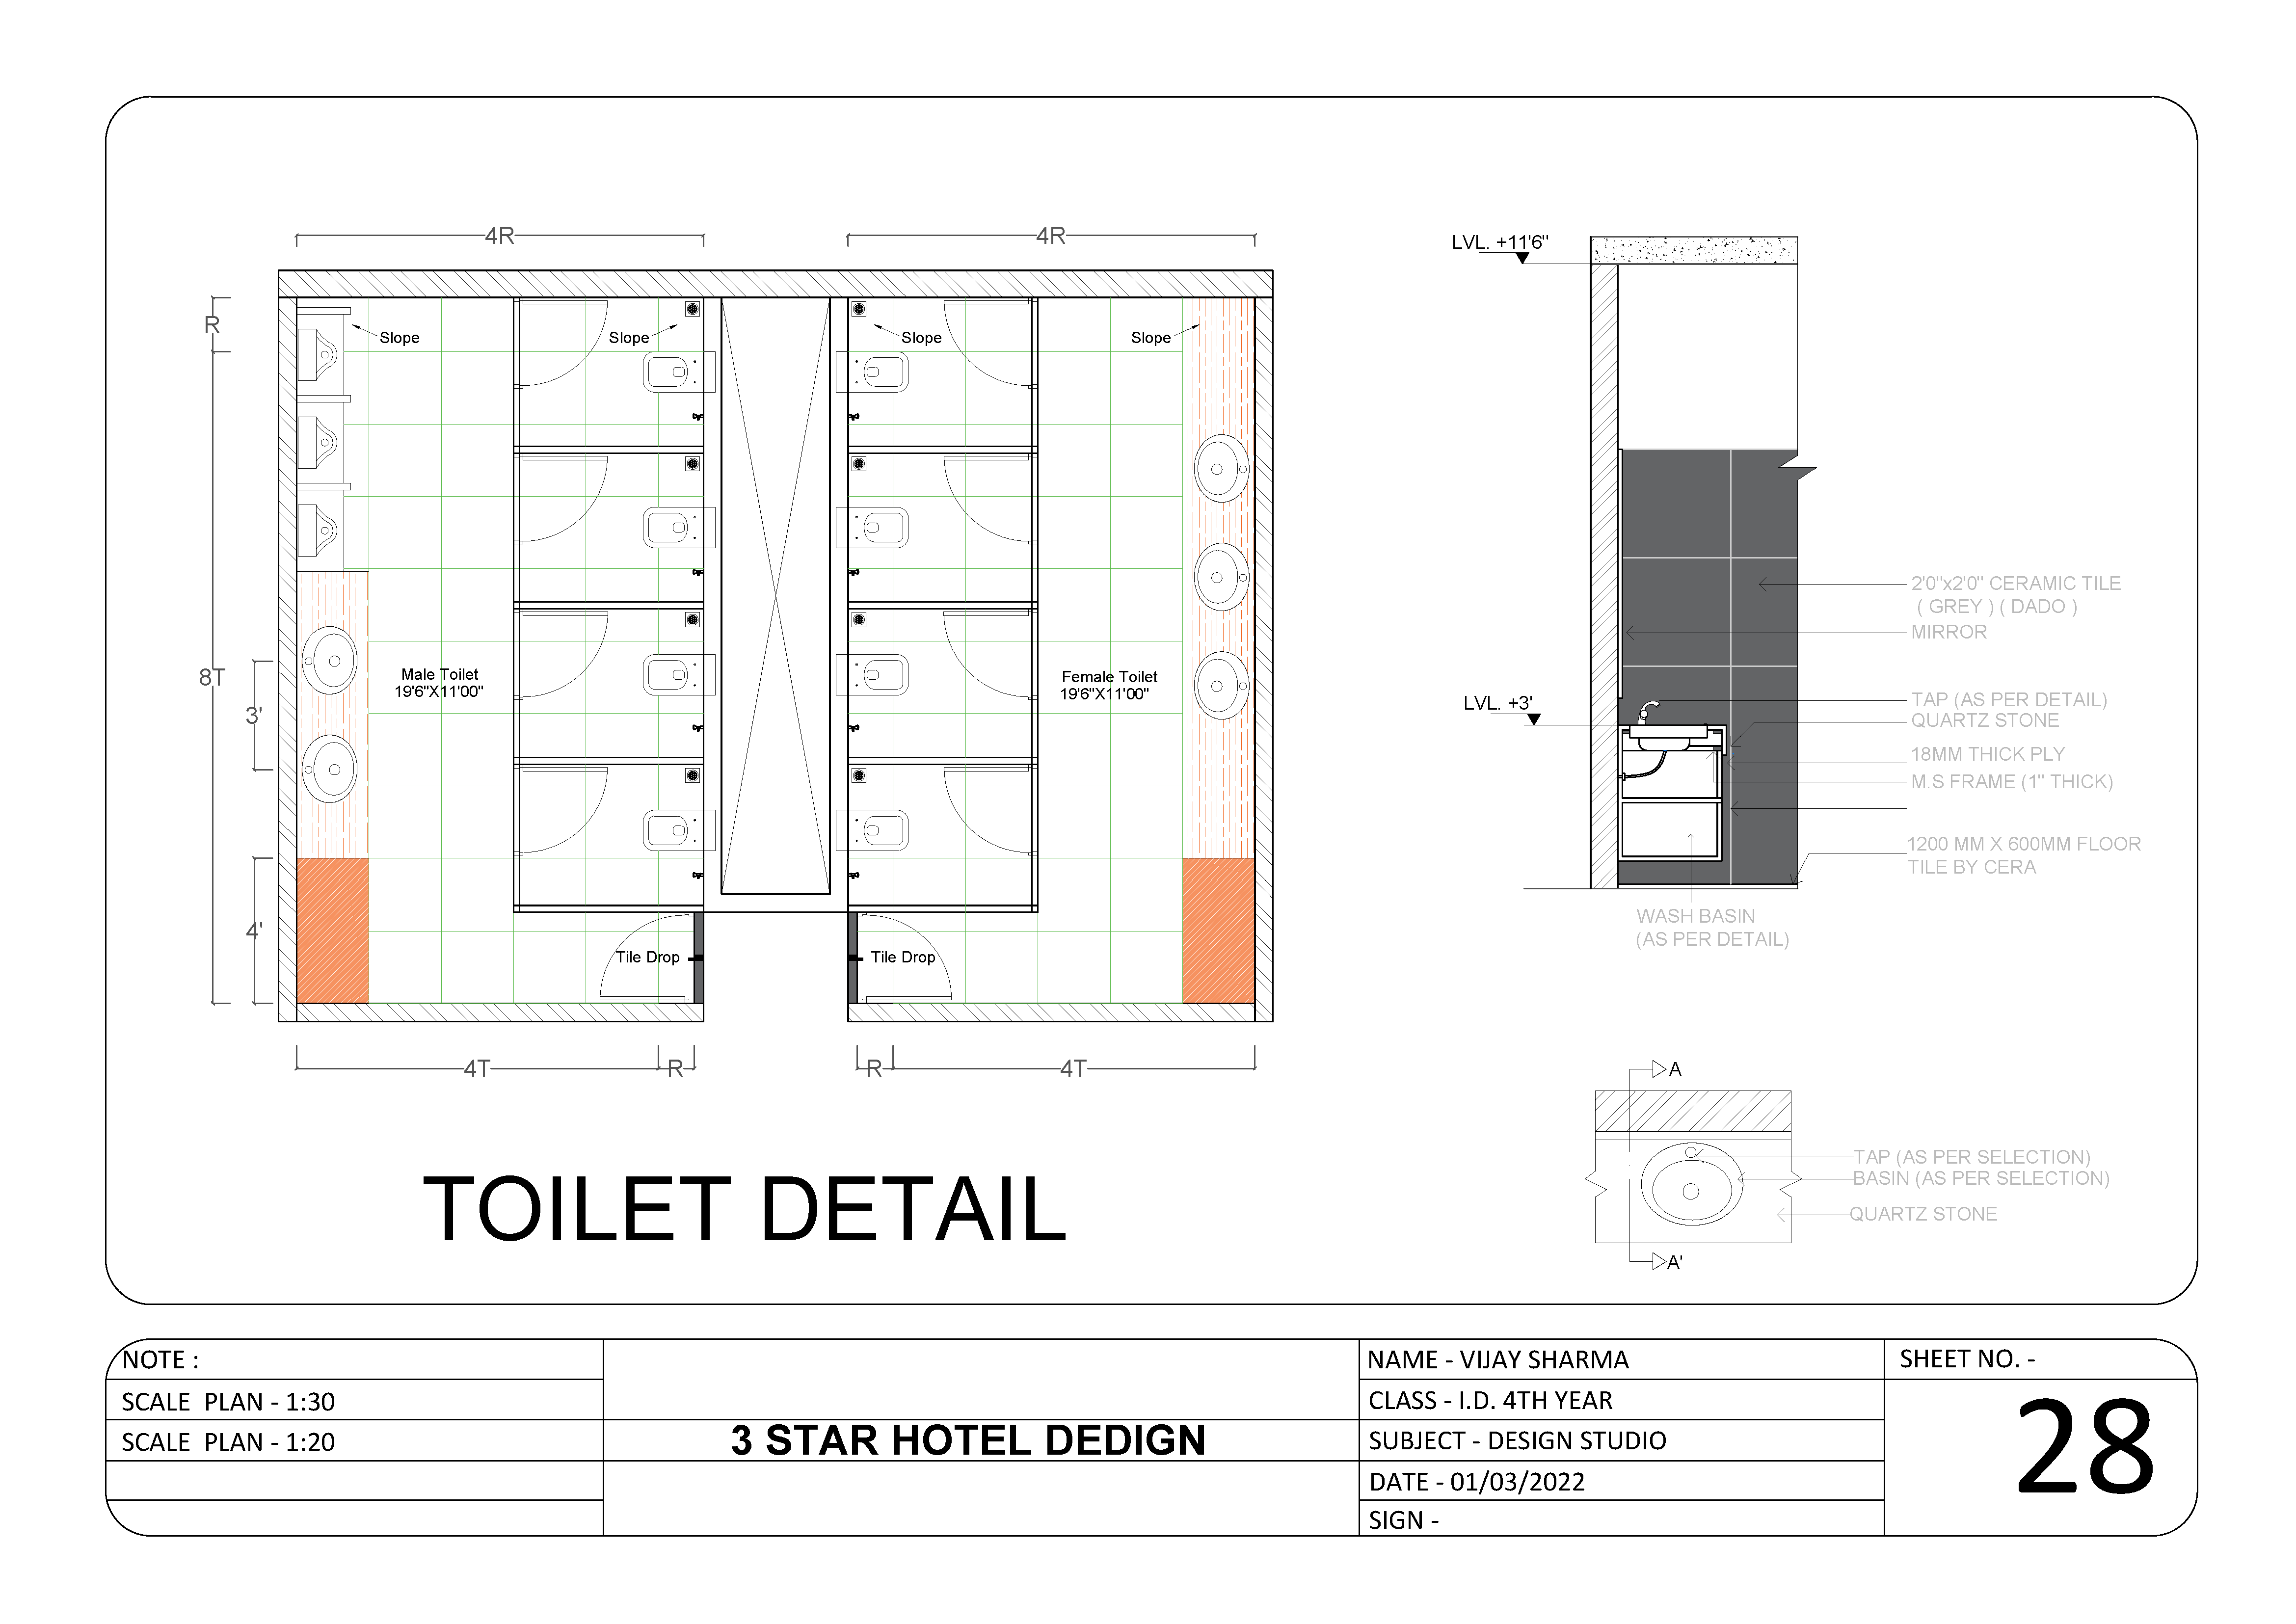 4R
4R
R
Slope
Slope
Slope
Slope
8T
3'
4'
Male Toilet
19'6"X11'00"
Female Toilet
19'6"X11'00"
Tile Drop
Tile Drop
4T
R
R
4T
TOILET DETAIL
LVL. +11'6"
LVL. +3'
2'0"x2'0" CERAMIC TILE
( GREY ) ( DADO )
MIRROR
TAP (AS PER DETAIL)
QUARTZ STONE
18MM THICK PLY
M.S FRAME (1" THICK)
1200 MM X 600MM FLOOR
TILE BY CERA
WASH BASIN
(AS PER DETAIL)
A
TAP (AS PER SELECTION)
BASIN (AS PER SELECTION)
QUARTZ STONE
A'
NOTE :
SCALE PLAN - 1:30
SCALE PLAN - 1:20
3 STAR HOTEL DEDIGN
NAME - VIJAY SHARMA
CLASS - I.D. 4TH YEAR
SUBJECT - DESIGN STUDIO
DATE - 01/03/2022
SIGN -
SHEET NO. -
28